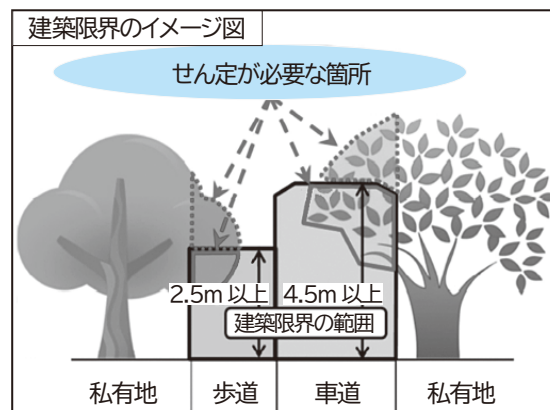 建築限界のイメージ図
せん定が必要な箇所
2.5m 以上
4.5m 以上
建築限界の範囲
私有地
歩道
車道
私有地